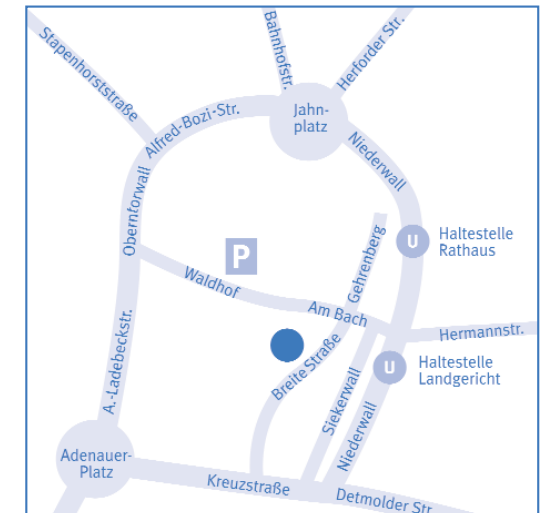 Bahnhofstr.
Herforder Str.
Stapenhorststraße
Jahn-
platz
Alfred-Bozi-Str.
Niederwall
Oberntorwall
Gehrenberg
U
Haltestelle
Rathaus
P
Waldhof
Am Bach
Hermannstr.
A.-Ladebeckstr.
Breite Straße
U
Haltestelle
Landgericht
Siekerwall
Niederwall
Adenauer-
Platz
Kreuzstraße
Detmolder Str.